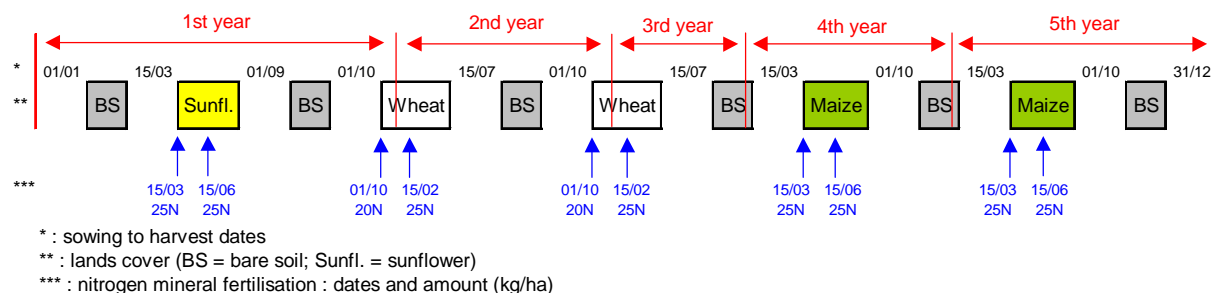 1st year 2nd year 3rd year 4th year 5th year
* 01/01 15/03 01/09 01/10 15/07 01/10 15/07 15/03 01/10 15/03 01/10 31/12
** BS Sunfl. BS Wheat BS Wheat BS Maize BS Maize BS
*** 15/03 15/06 01/10 15/02 01/10 15/02 15/03 15/06 15/03 15/06
25N 25N 20N 25N 20N 25N 25N 25N 25N 25N
* : sowing to harvest dates
** : lands cover (BS = bare soil; Sunfl. = sunflower)
*** : nitrogen mineral fertilisation : dates and amount (kg/ha)